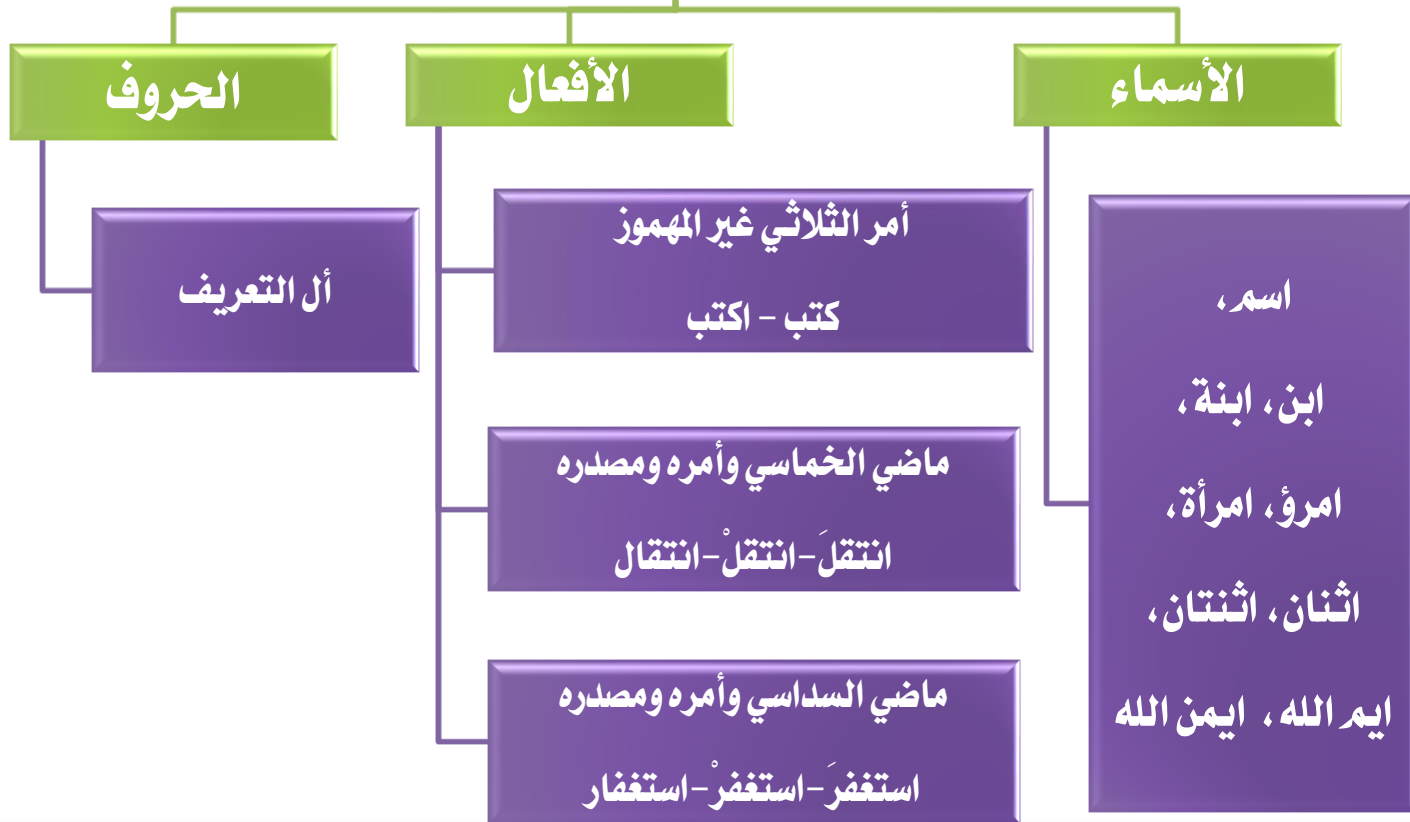 الأسماء
اسم،
ابن، ابنة،
امرؤ، امرأة،
اثنان، اثنتان،
ايم الله، ايمن الله
الأفعال
أمر الثلاثي غير المهموز
كتب - اكتب
ماضي الخماسي وأمره ومصدره
انتقلَ-انتقلْ-انتقال
ماضي السداسي وأمره ومصدره
استغفرَ-استغفرْ-استغفار
الحروف
أل التعريف